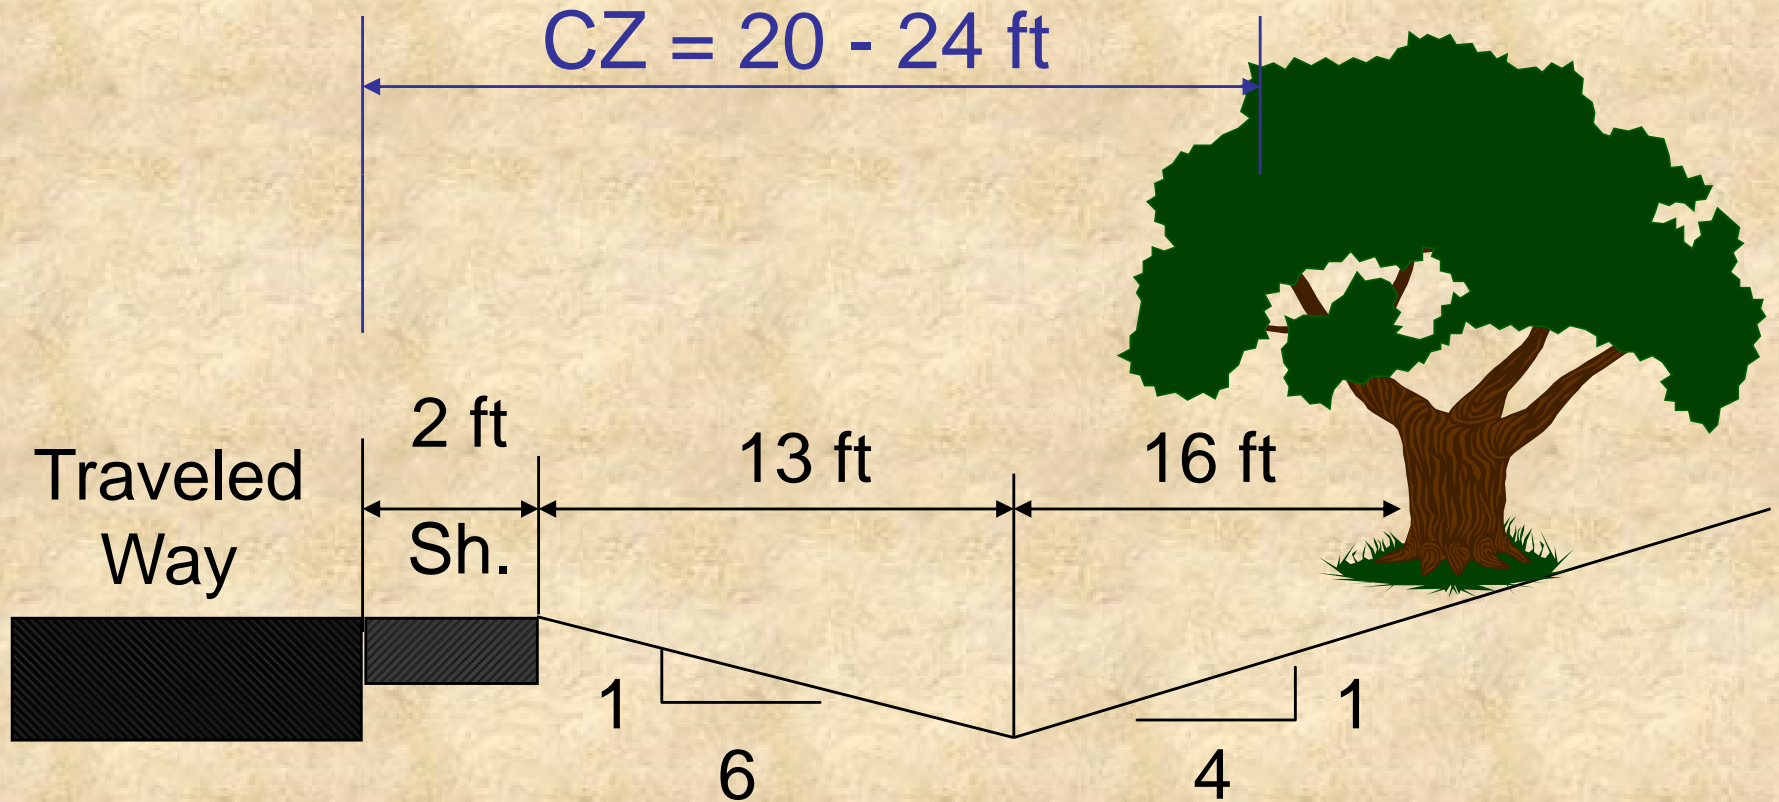 CZ = 20 - 24 ft
2 ft
13 ft
16 ft
Traveled
Way
Sh.
1
6
1
4